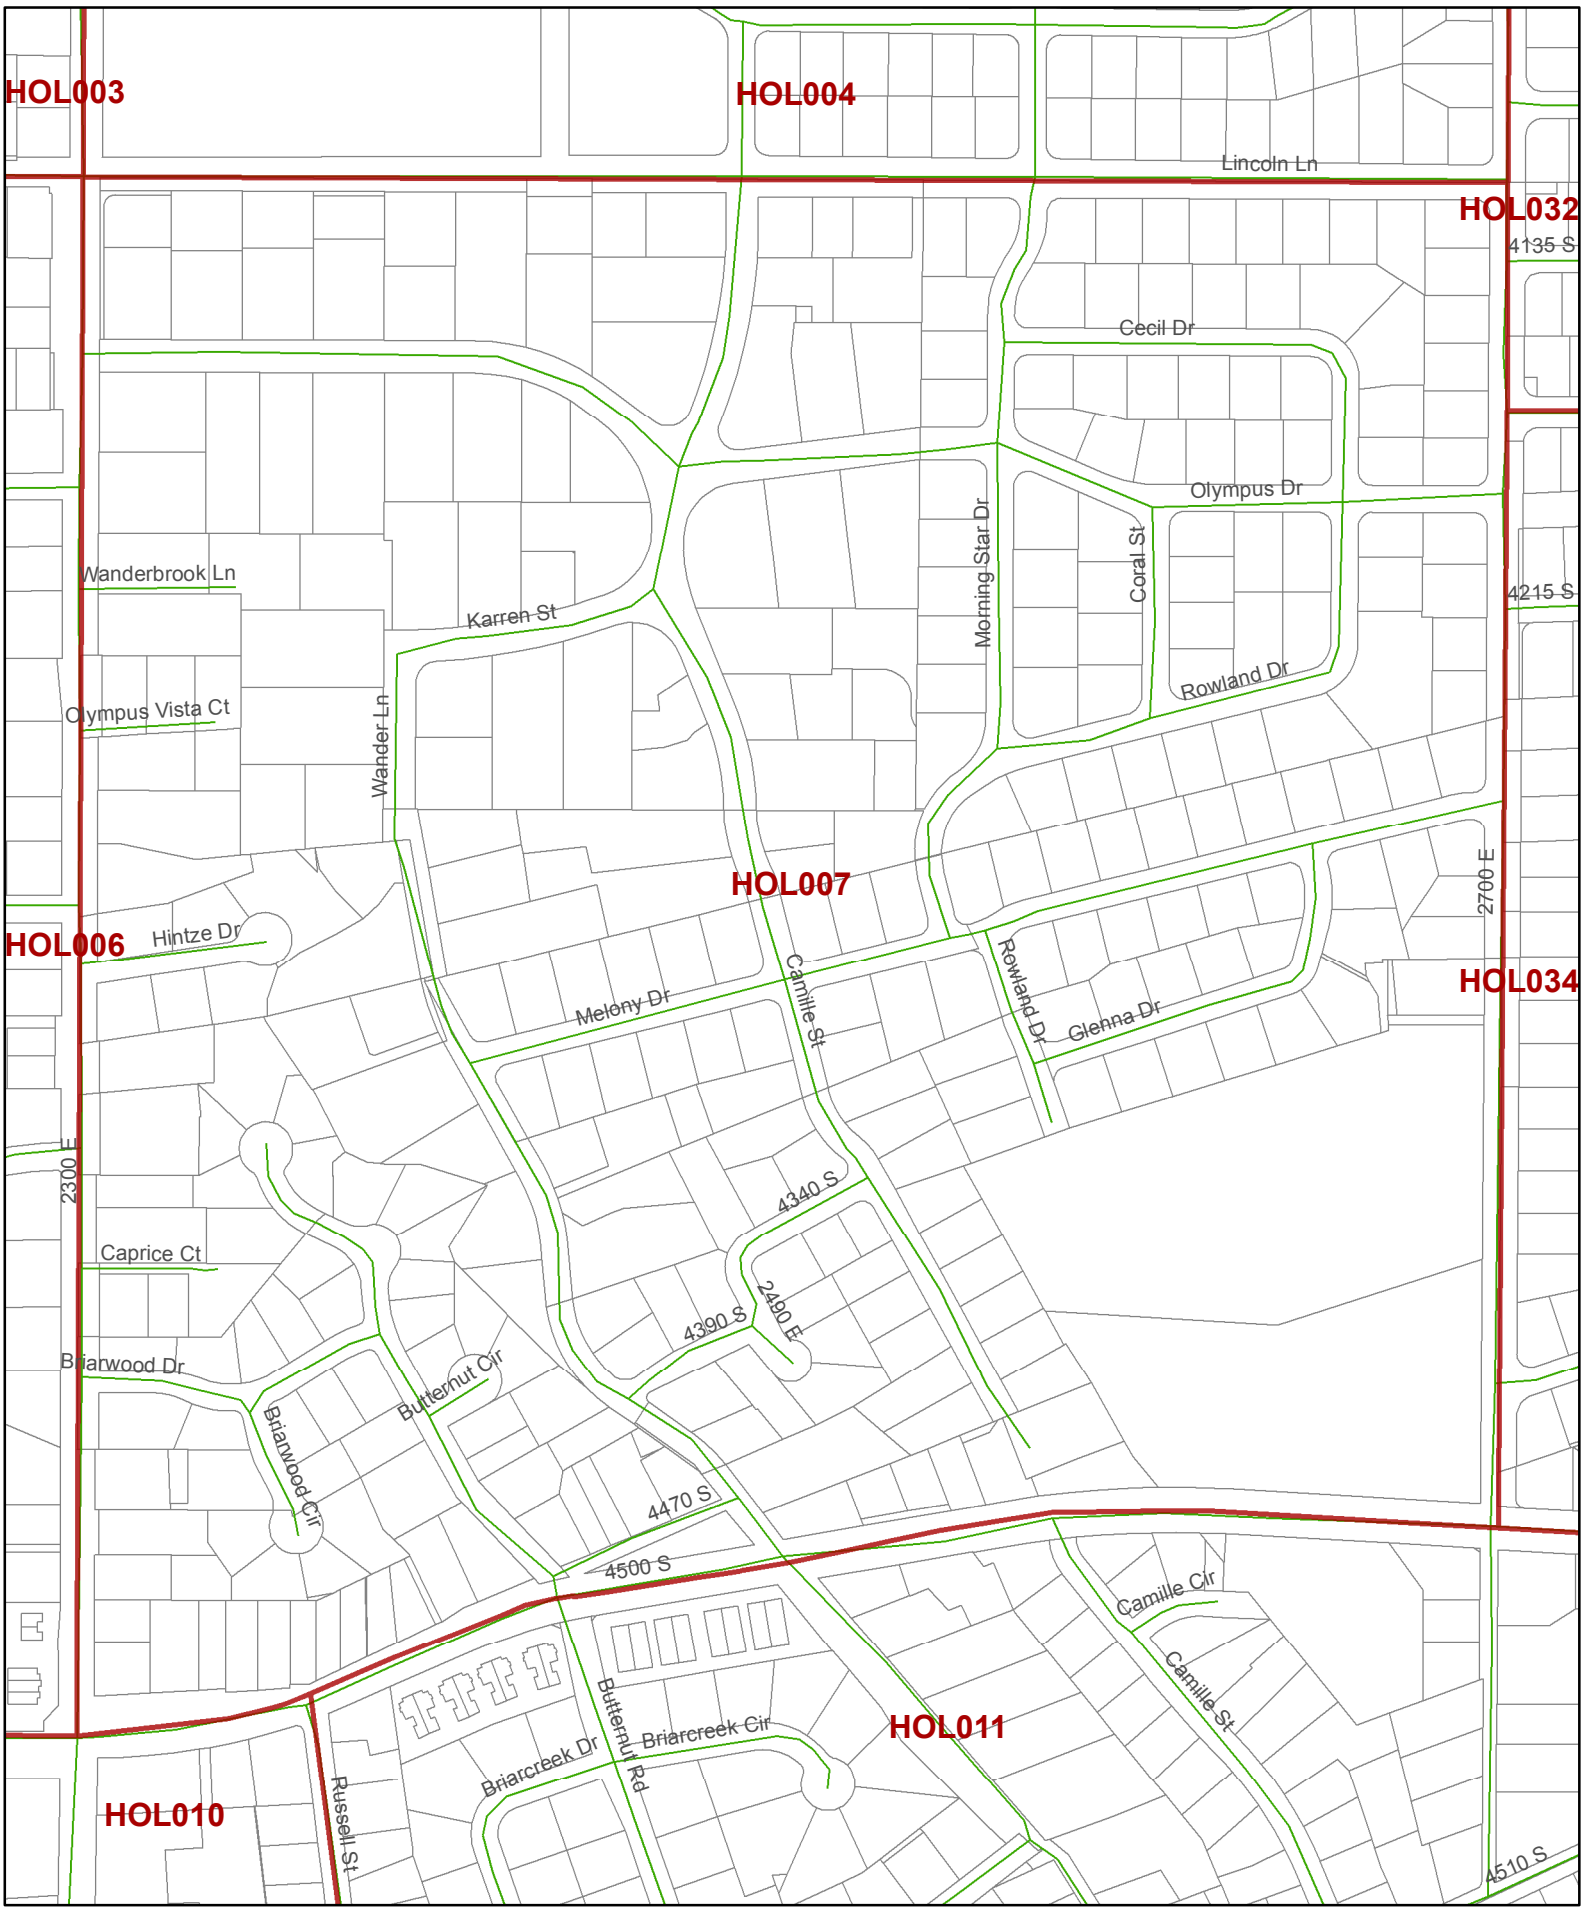 HOL003
HOL004
Lincoln Ln
HOL032
4135 S
Cecil Dr
Olympus Dr
Morning Star Dr
Coral St
Wanderbrook Ln
4215 S
Karren St
Rowland Dr
Olympus Vista Ct
Wander Ln
HOL007
2700 E
Hintze Dr
HOL006
HOL034
Melony Dr
Camille St
Rowland Dr
Glenna Dr
2300 E
4340 S
Caprice Ct
2490 E
4390 S
Briarwood Dr
Butternut Cir
Briarwood Cir
4470 S
4500 S
Camille Cir
Camille St
Butternut Rd
Briarcreek Cir
HOL011
Briarcreek Dr
Russell St
HOL010
4510 S